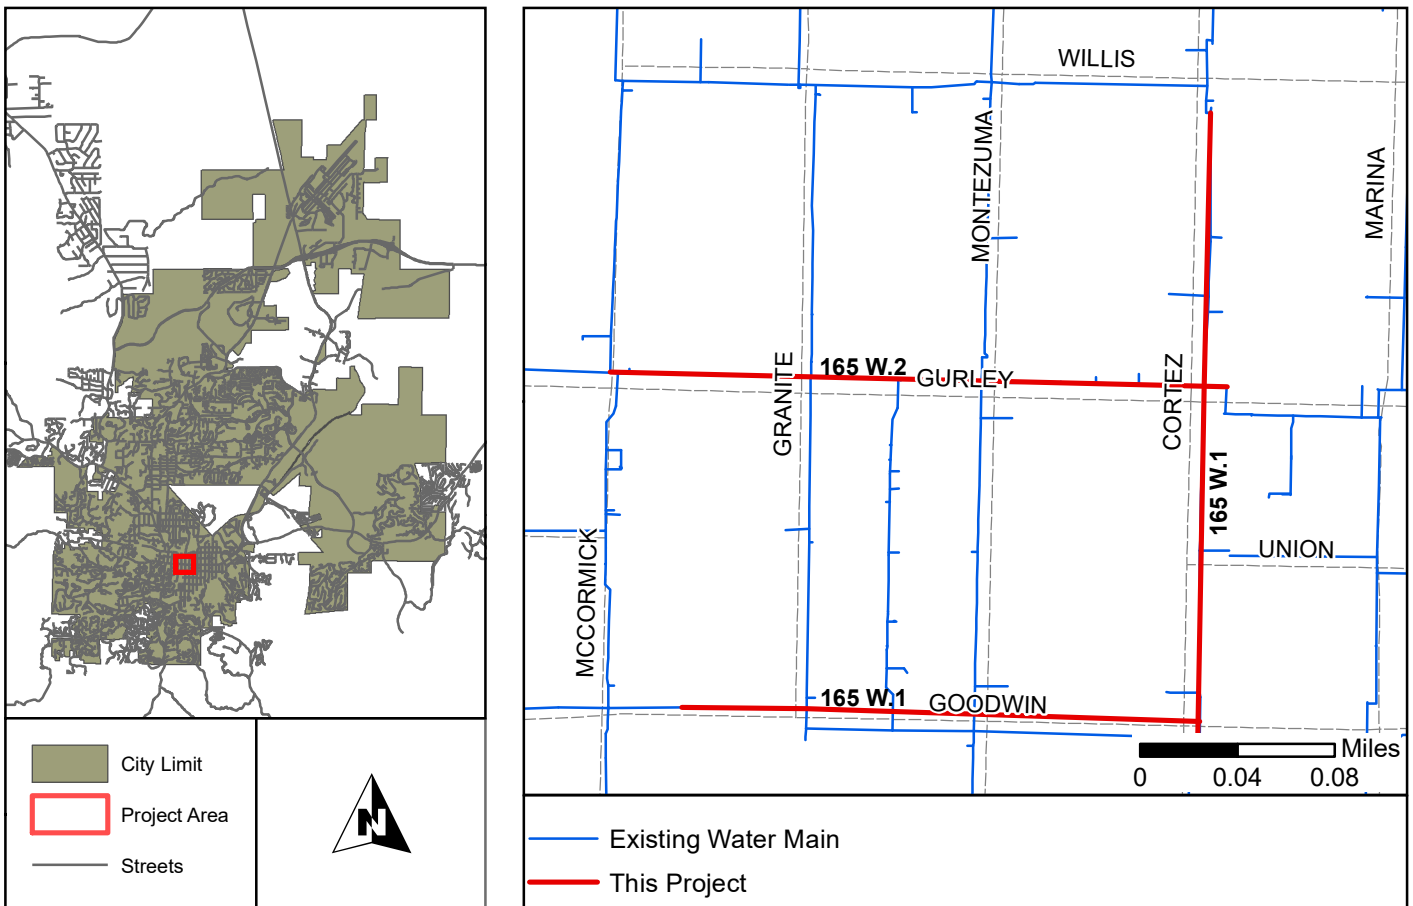 WILLIS
MONTEZUMA
MARINA
GRANITE
165 W.2
GURLEY
CORTEZ
165 W.1
UNION
MCCORMICK
165 W.1
GOODWIN
Miles
0 0.04 0.08
City Limit
Project Area
Streets
N
Existing Water Main
This Project